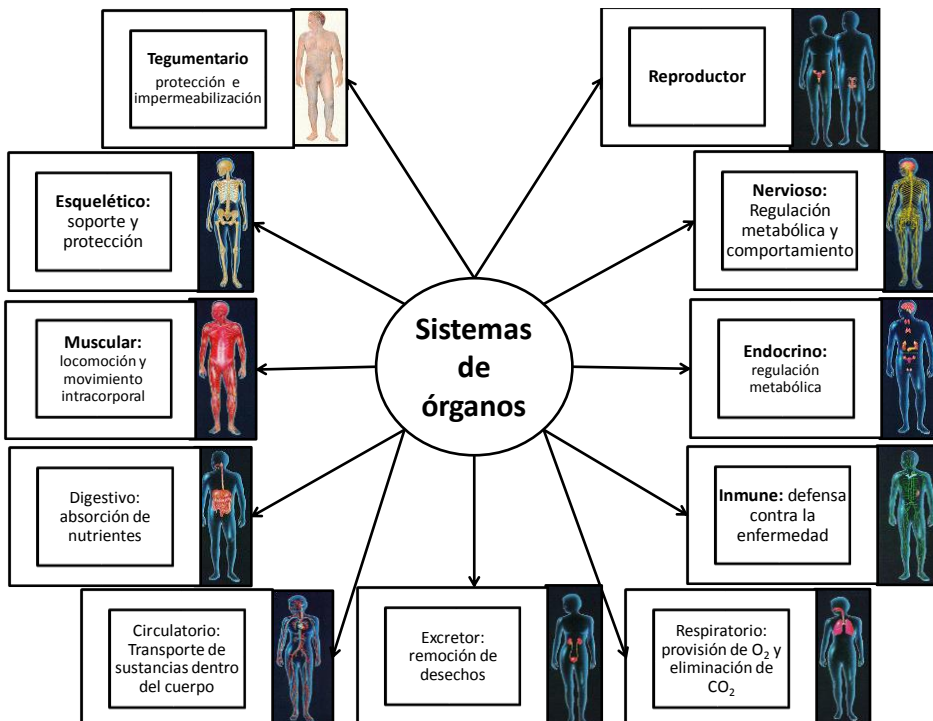 Tegumentario
protección e
impermeabilización
Reproductor
Esquelético:
soporte y
protección
Nervioso:
Regulación
metabólica y
comportamiento
Sistemas
de
órganos
Muscular:
locomoción y
movimiento
intracorporal
Endocrino:
regulación
metabólica
Digestivo:
absorción de
nutrientes
Inmune: defensa
contra la
enfermedad
Circulatorio:
Transporte de
sustancias dentro
del cuerpo
Excretor:
remoción de
desechos
Respiratorio:
provisión de O₂ y
eliminación de
CO₂